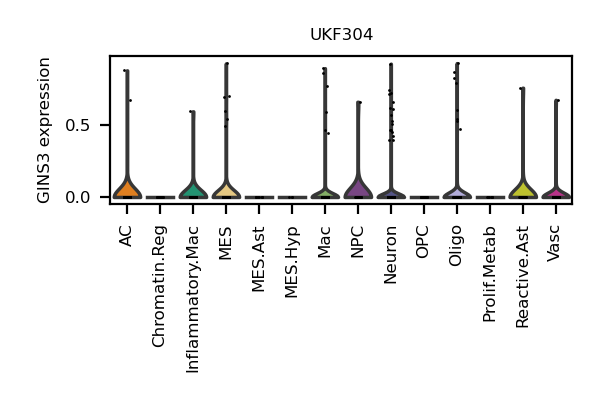 UKF304
GINS3 expression
0.5
0.0
AC
Chromatin.Reg
Inflammatory.Mac
MES
MES.Ast
MES.Hyp
Mac
NPC
Neuron
OPC
Oligo
Prolif.Metab
Reactive.Ast
Vasc